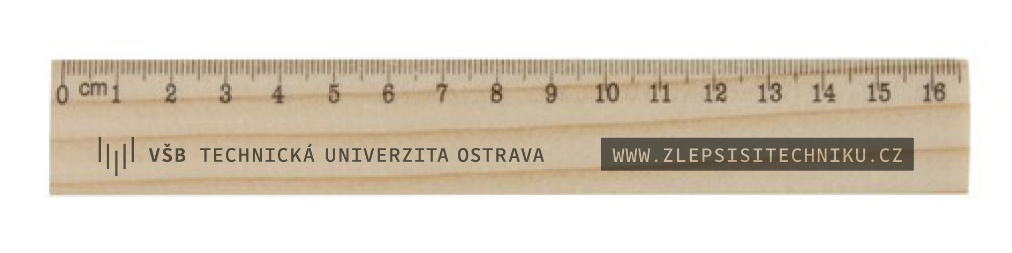 0 cm 1 2 3 4 5 6 7 8 9 10 11 12 13 14 15 16
VŠB TECHNICKÁ UNIVERZITA OSTRAVA
WWW.ZLEPSISITECHNIKU.CZ